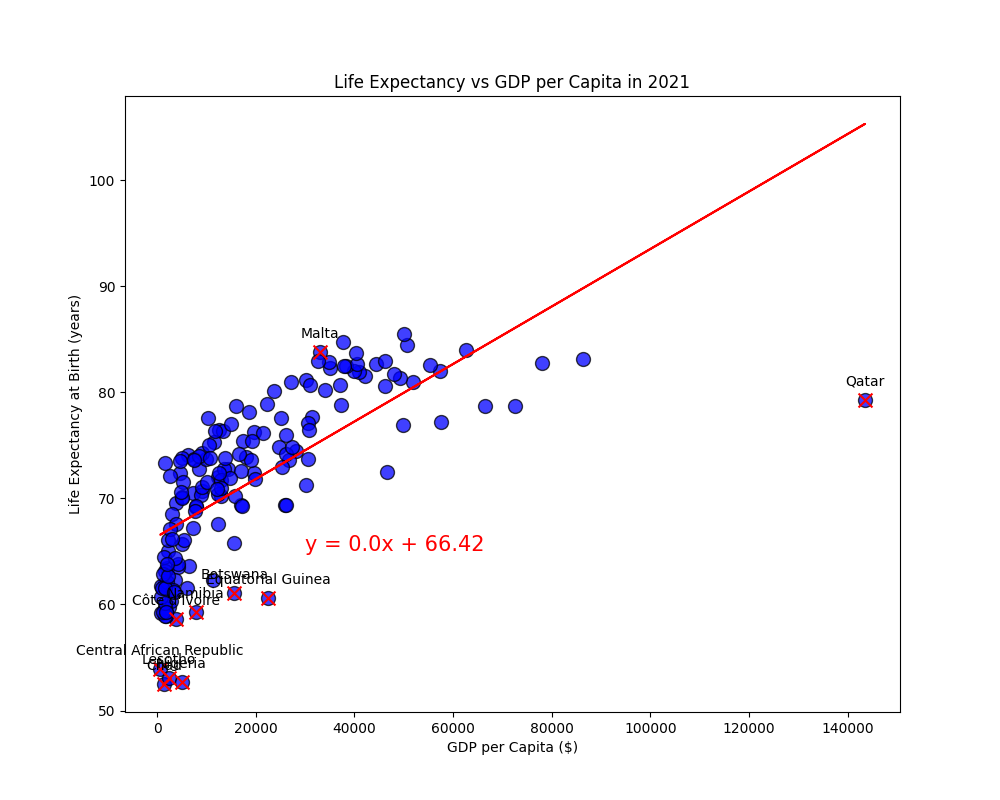 Life Expectancy vs GDP per Capita in 2021
Life Expectancy at Birth (years)
100
90
80
70
60
50
Malta
Qatar
y = 0.0x + 66.42
Botswana
Equatorial Guinea
Namibia
Côte d'Ivoire
Central African Republic
Lesotho
Nigeria
Chad
0
20000
40000
60000
80000
100000
120000
140000
GDP per Capita ($)